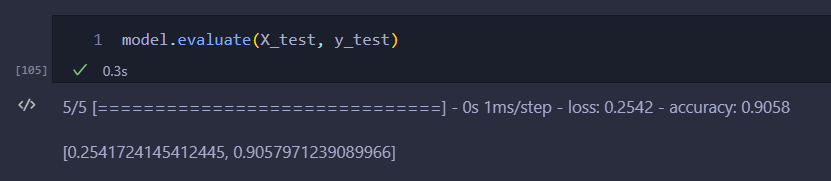 1 model.evaluate(X_test, y_test)
[105] 0.3s
5/5 [==============================] - 0s 1ms/step - loss: 0.2542 - accuracy: 0.9058
[0.2541724145412445, 0.9057971239089966]